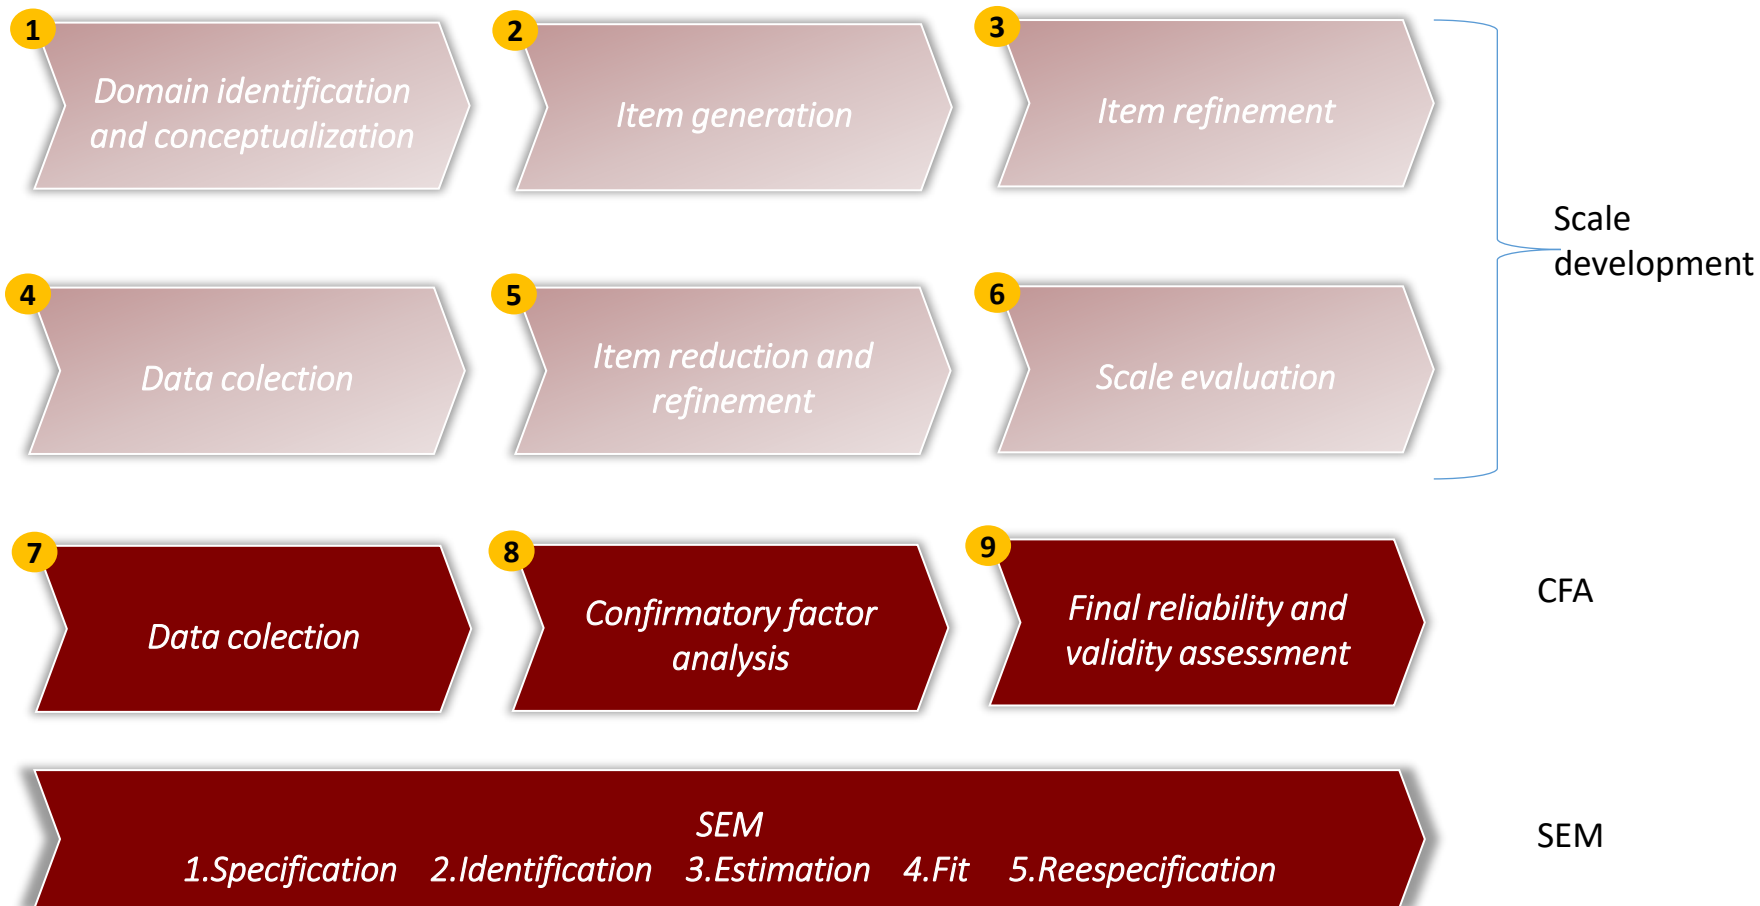 1
Domain identification
and conceptualization
2
Item generation
3
Item refinement
Scale
development
4
Data colection
5
Item reduction and
refinement
6
Scale evaluation
7
Data colection
8
Confirmatory factor
analysis
9
Final reliability and
validity assessment
CFA
SEM
1.Specification 2.Identification 3.Estimation 4.Fit 5.Reespecification
SEM